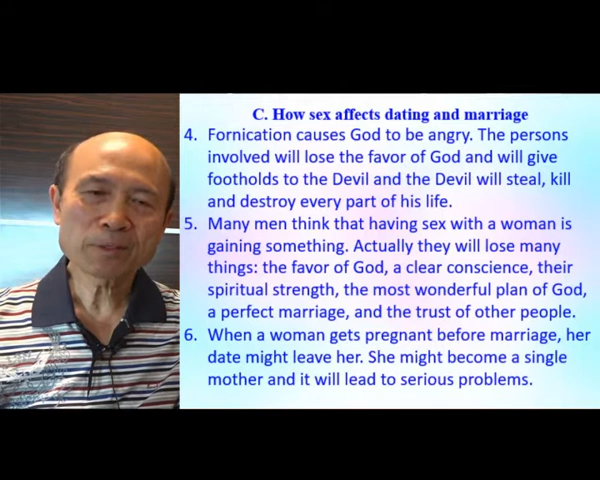 C. How sex affects dating and marriage
4. Fornication causes God to be angry. The persons
involved will lose the favor of God and will give
footholds to the Devil and the Devil will steal, kill
and destroy every part of his life.
5. Many men think that having sex with a woman is
gaining something. Actually they will lose many
things: the favor of God, a clear conscience, their
spiritual strength, the most wonderful plan of God,
a perfect marriage, and the trust of other people.
6. When a woman gets pregnant before marriage, her
date might leave her. She might become a single
mother and it will lead to serious problems.